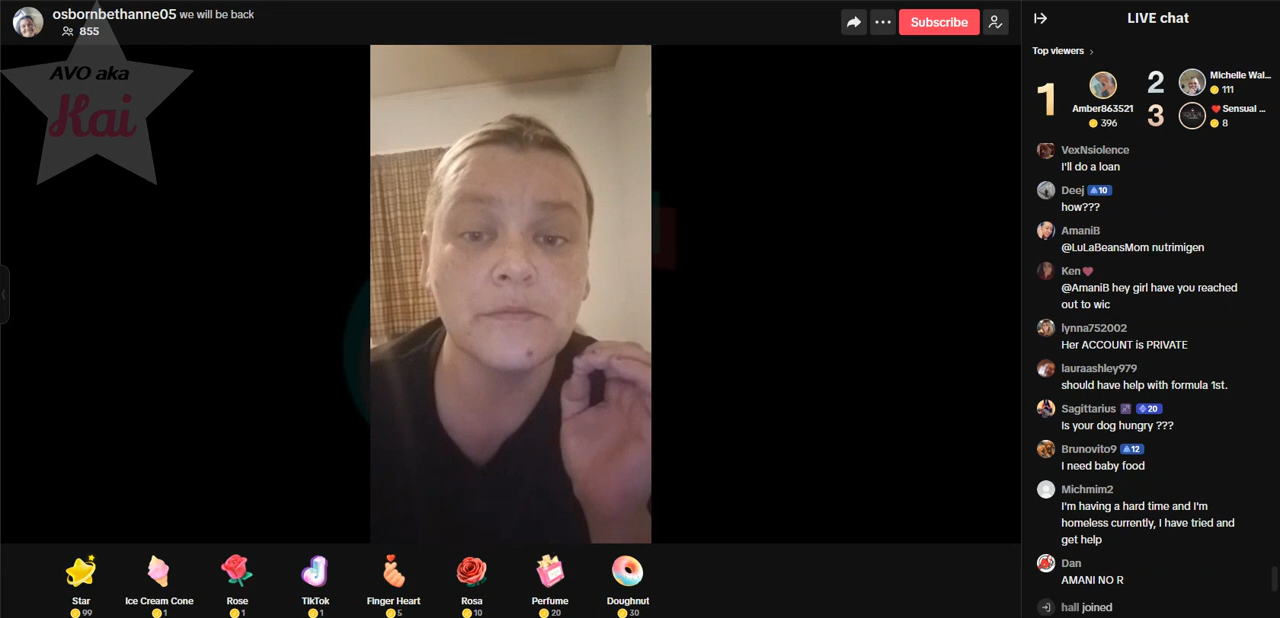 osbornbethanne05 we will be back
855
Subscribe
AVO aka
Kai
LIVE chat
Top viewers
1
Amber863521
396
2
Michelle Wal...
111
3
Sensual ...
8
VexNsiolence
I'll do a loan
Deej 10
how???
AmaniB
@LuLaBeansMom nutrimigen
Ken
@AmaniB hey girl have you reached
out to wic
lynna752002
Her ACCOUNT is PRIVATE
lauraashley979
should have help with formula 1st.
Sagittarius 20
Is your dog hungry ???
Brunovito9 12
I need baby food
Michmim2
I'm having a hard time and I'm
homeless currently, I have tried and
get help
Dan
AMANI NO R
hall joined
Star
99
Ice Cream Cone
1
Rose
1
TikTok
1
Finger Heart
5
Rosa
10
Perfume
20
Doughnut
30